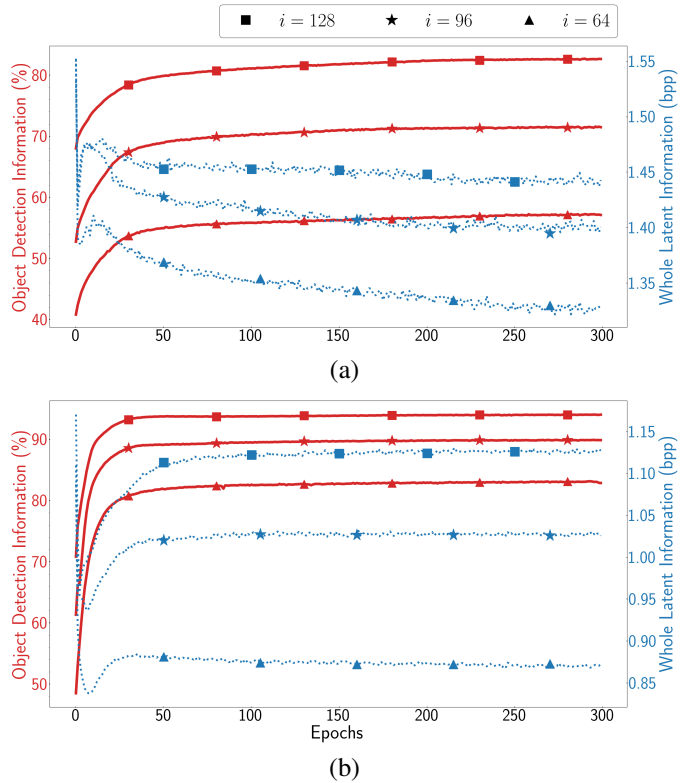 i = 128 i = 96 i = 64
Object Detection Information (%)
80
70
60
50
40
Whole Latent Information (bpp)
1.55
1.50
1.45
1.40
1.35
0 50 100 150 200 250 300
(a)
Object Detection Information (%)
90
80
70
60
50
Whole Latent Information (bpp)
1.15
1.10
1.05
1.00
0.95
0.90
0.85
0 50 100 150 200 250 300
Epochs
(b)